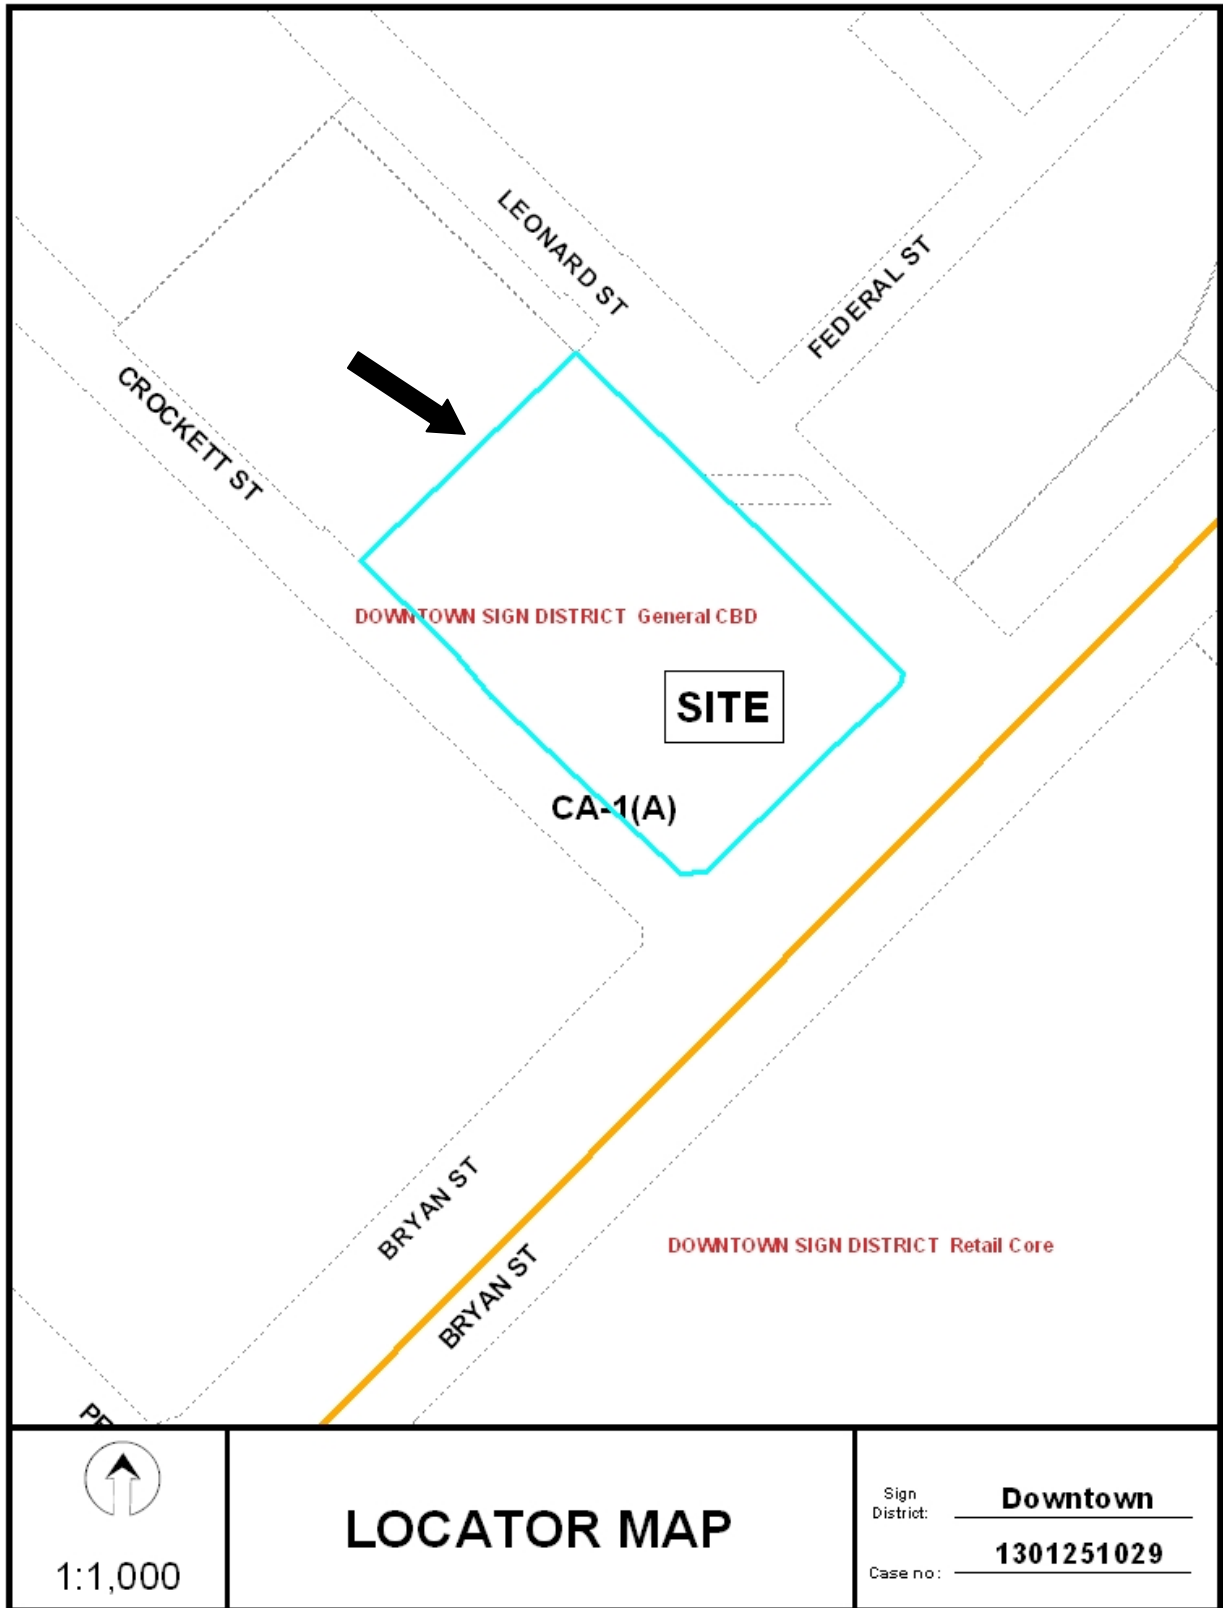 LEONARD ST
FEDERAL ST
CROCKETT ST
DOWNTOWN SIGN DISTRICT General CBD
SITE
CA-1(A)
BRYAN ST
BRYAN ST
DOWNTOWN SIGN DISTRICT Retail Core
1:1,000
LOCATOR MAP
Sign
District:
Downtown
Case no:
1301251029